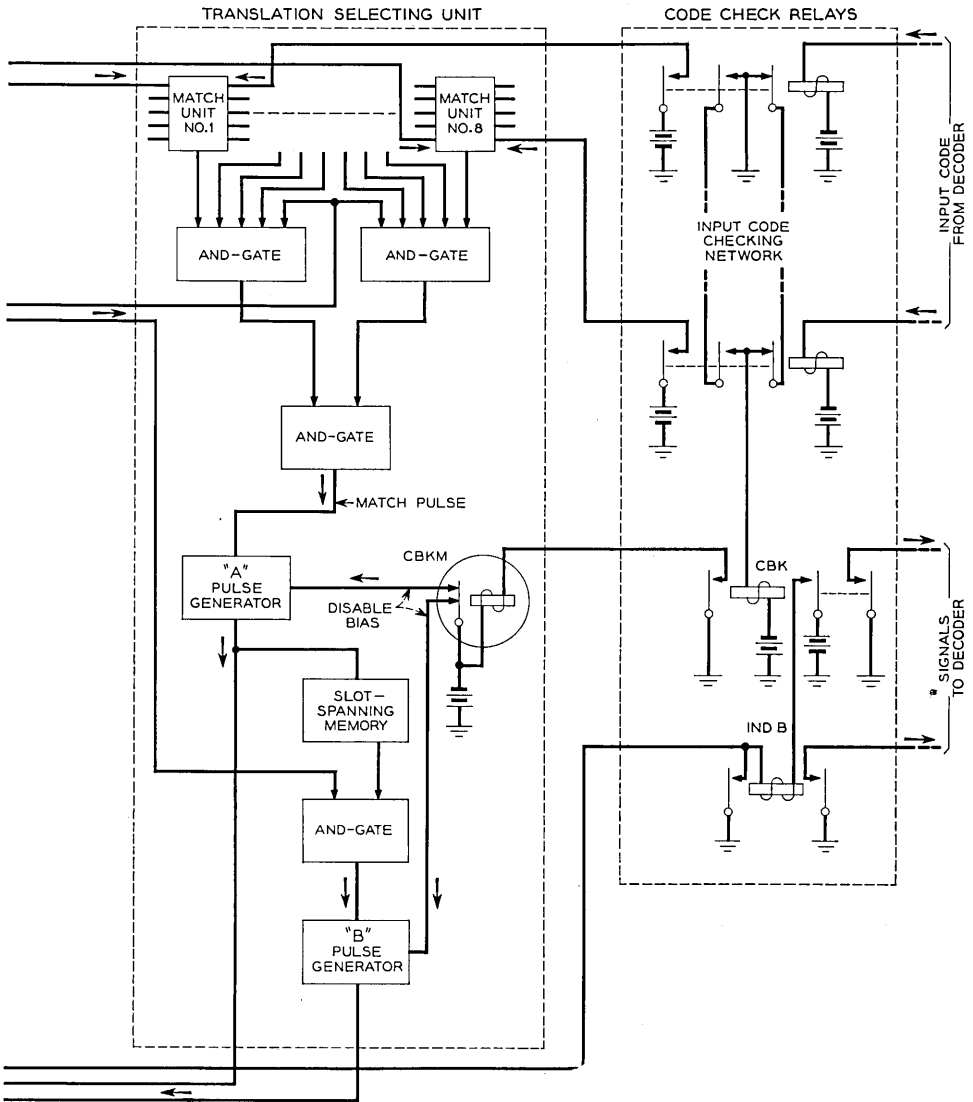 TRANSLATION SELECTING UNIT
CODE CHECK RELAYS
MATCH
UNIT
NO.1
MATCH
UNIT
NO.8
INPUT CODE
FROM DECODER
INPUT CODE
CHECKING
NETWORK
AND-GATE
AND-GATE
AND-GATE
MATCH PULSE
CBKM
"A"
PULSE
GENERATOR
DISABLE
BIAS
CBK
SIGNALS
TO DECODER
SLOT-
SPANNING
MEMORY
IND B
AND-GATE
"B"
PULSE
GENERATOR